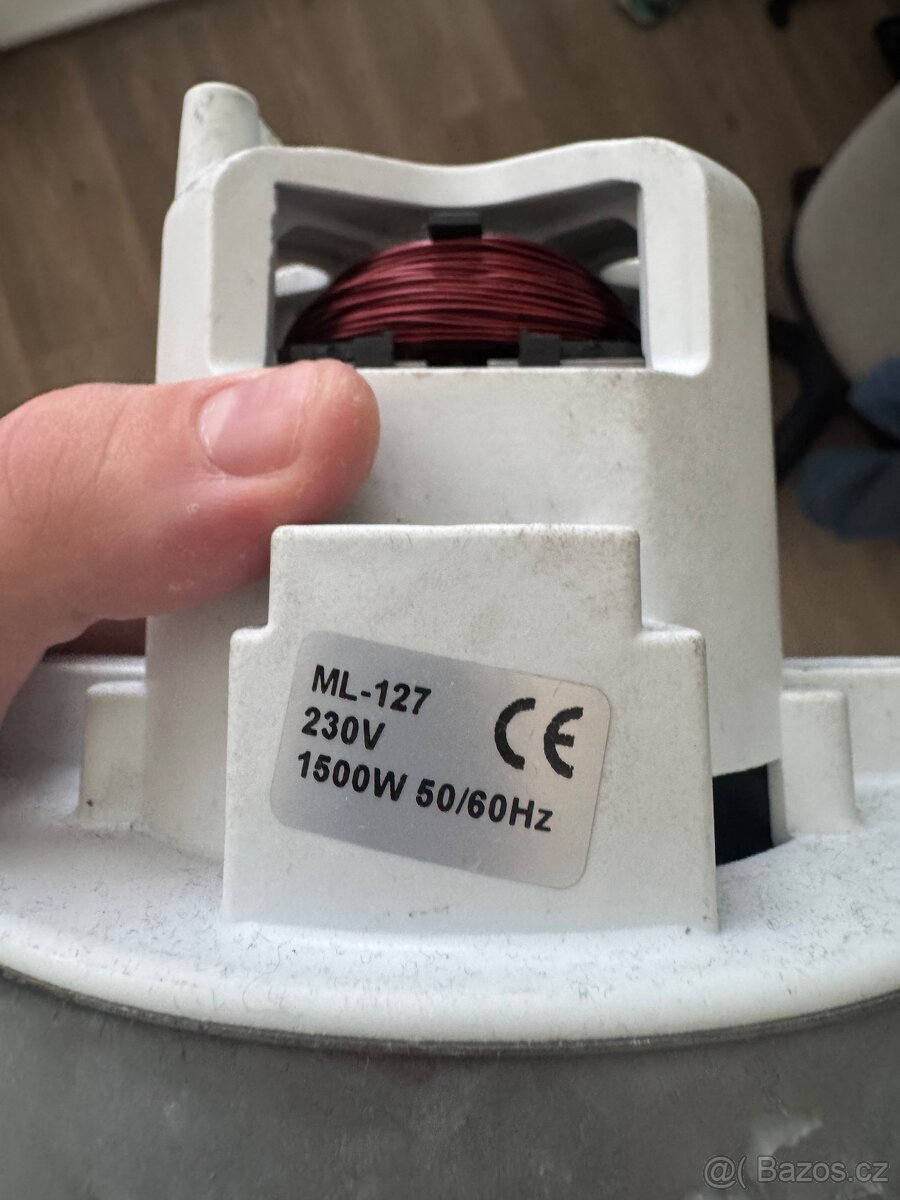 ML-127
230V
1500W 50/60Hz
CE
@( Bazos.cz